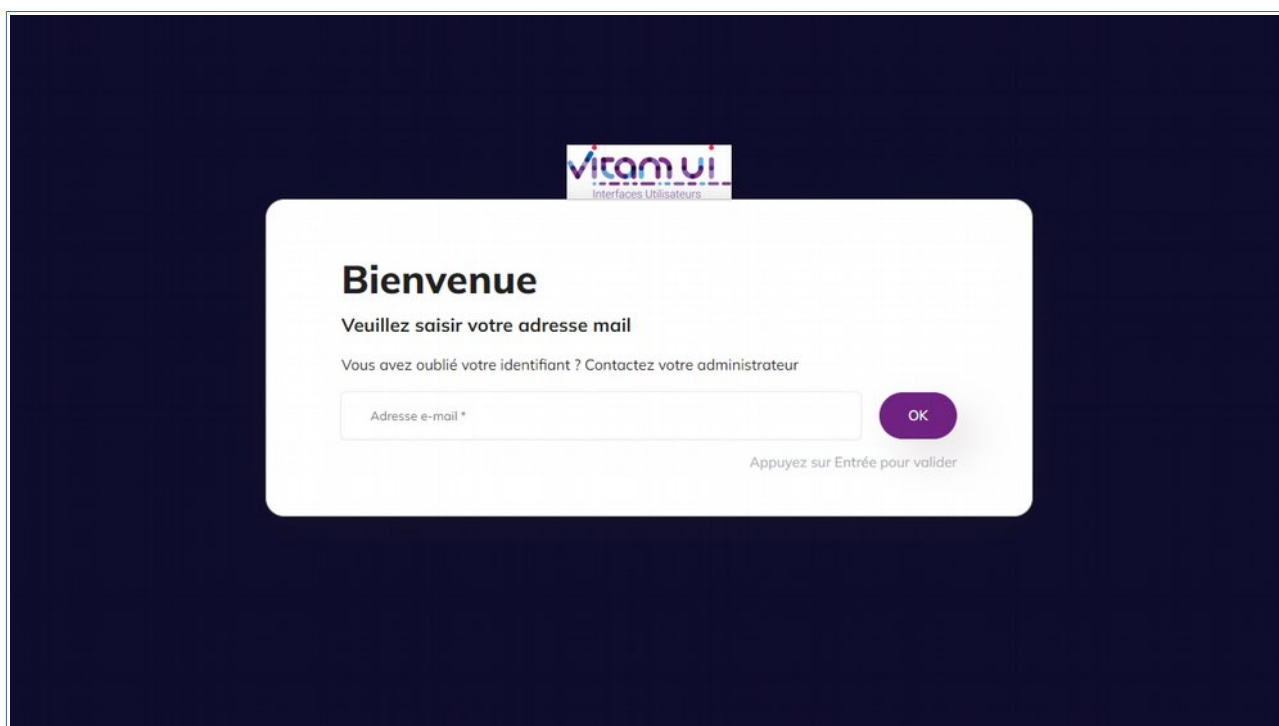 vitam ui
Interfaces Utilisateurs
Bienvenue
Veuillez saisir votre adresse mail
Vous avez oublié votre identifiant ? Contactez votre administrateur
Adresse e-mail *
OK
Appuyez sur Entrée pour valider